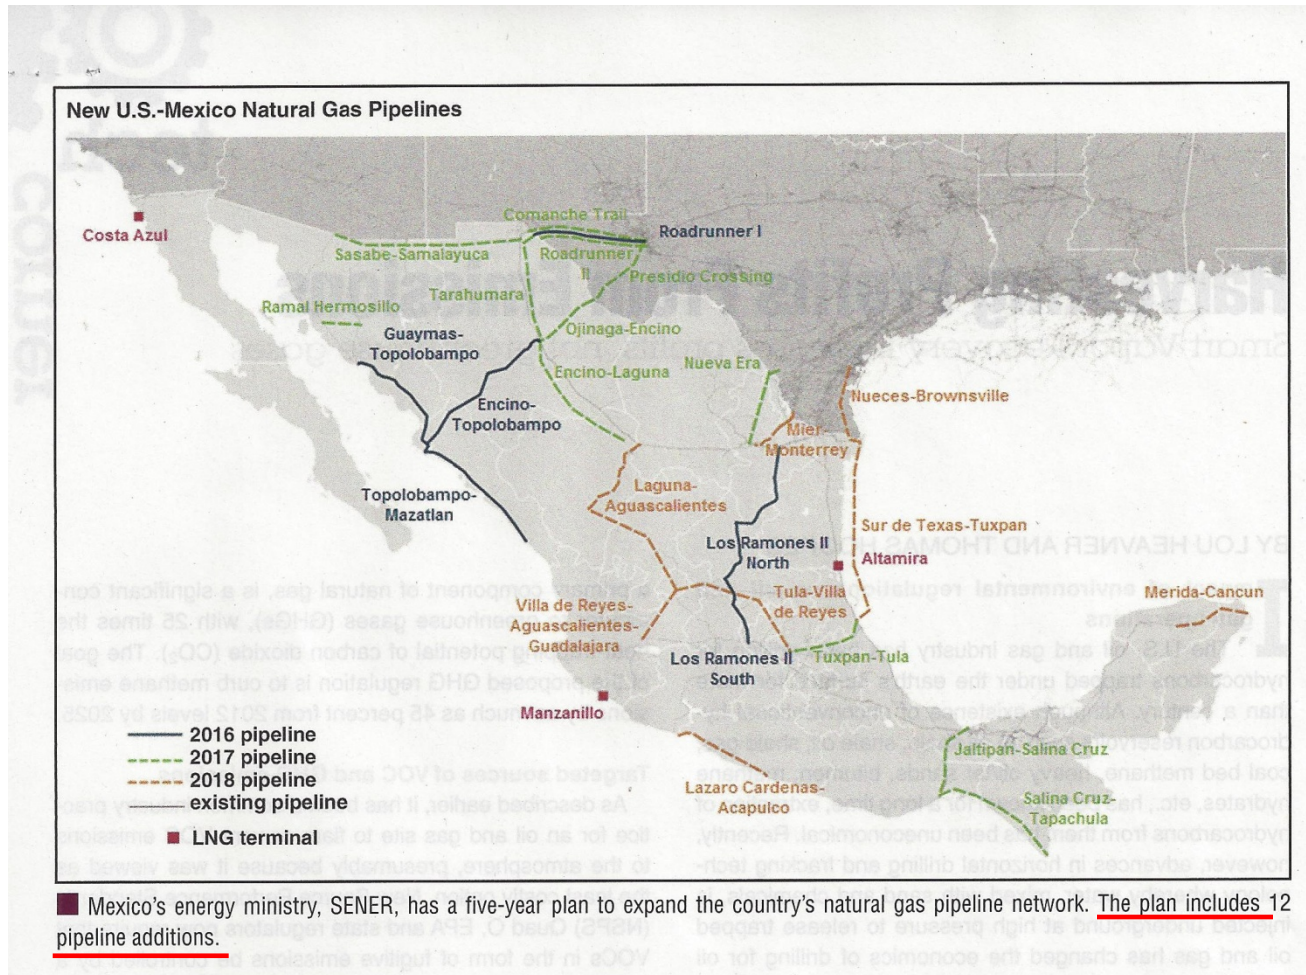 New U.S.-Mexico Natural Gas Pipelines
Costa Azul
Comanche Trail
Roadrunner I
Sasabe-Samalayuca
Roadrunner
II
Presidio Crossing
Tarahumara
Ramal Hermosillo
Guaymas-
Topolobampo
Ojinaga-Encino
Encino-Laguna
Nueva Era
Nueces-Brownsville
Encino-
Topolobampo
Mier-
Monterrey
Topolobampo-
Mazatlan
Laguna-
Aguascalientes
Sur de Texas-Tuxpan
Los Ramones II
North
Altamira
Merida-Cancun
Villa de Reyes-
Aguascalientes-
Guadalajara
Tula-Villa
de Reyes
Los Ramones II
South
Tuxpan-Tula
Manzanillo
Jaltipan-Salina Cruz
Lazaro Cardenas-
Acapulco
Salina Cruz-
Tapachula
2016 pipeline
2017 pipeline
2018 pipeline
existing pipeline
LNG terminal
Mexico's energy ministry, SENER, has a five-year plan to expand the country's natural gas pipeline network. The plan includes 12
pipeline additions.